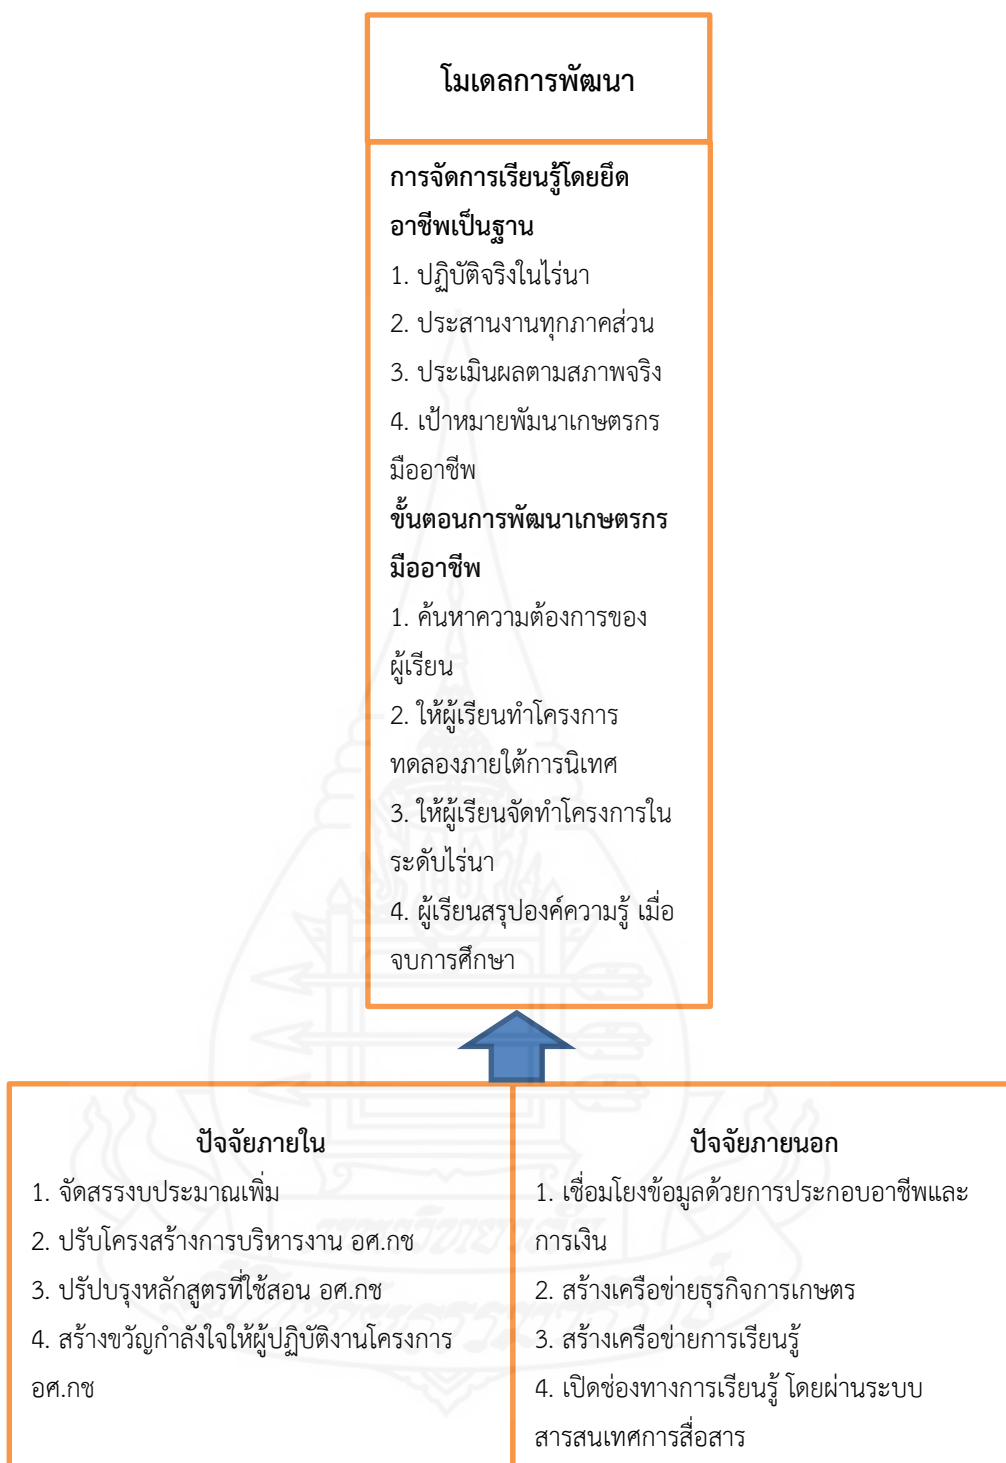 โมเดลการพัฒนา
การจัดการเรียนรู้โดยยึด
อาชีพเป็นฐาน
1. ปฏิบัติจริงในไร่นา
2. ประสานงานทุกภาคส่วน
3. ประเมินผลตามสภาพจริง
4. เป้าหมายพัมนาเกษตรกร
มืออาชีพ
ขั้นตอนการพัฒนาเกษตรกร
มืออาชีพ
1. ค้นหาความต้องการของ
ผู้เรียน
2. ให้ผู้เรียนทำโครงการ
ทดลองภายใต้การนิเทศ
3. ให้ผู้เรียนจัดทำโครงการใน
ระดับไร่นา
4. ผู้เรียนสรุปองค์ความรู้ เมื่อ
จบการศึกษา
ปัจจัยภายใน
1. จัดสรรงบประมาณเพิ่ม
2. ปรับโครงสร้างการบริหารงาน อศ.กช
3. ปรัปบรุงหลักสูตรที่ใช้สอน อศ.กช
4. สร้างขวัญกำลังใจให้ผู้ปฏิบัติงานโครงการ
อศ.กช
ปัจจัยภายนอก
1. เชื่อมโยงข้อมูลด้วยการประกอบอาชีพและ
การเงิน
2. สร้างเครือข่ายธุรกิจการเกษตร
3. สร้างเครือข่ายการเรียนรู้
4. เปิดช่องทางการเรียนรู้ โดยผ่านระบบ
สารสนเทศการสื่อสาร